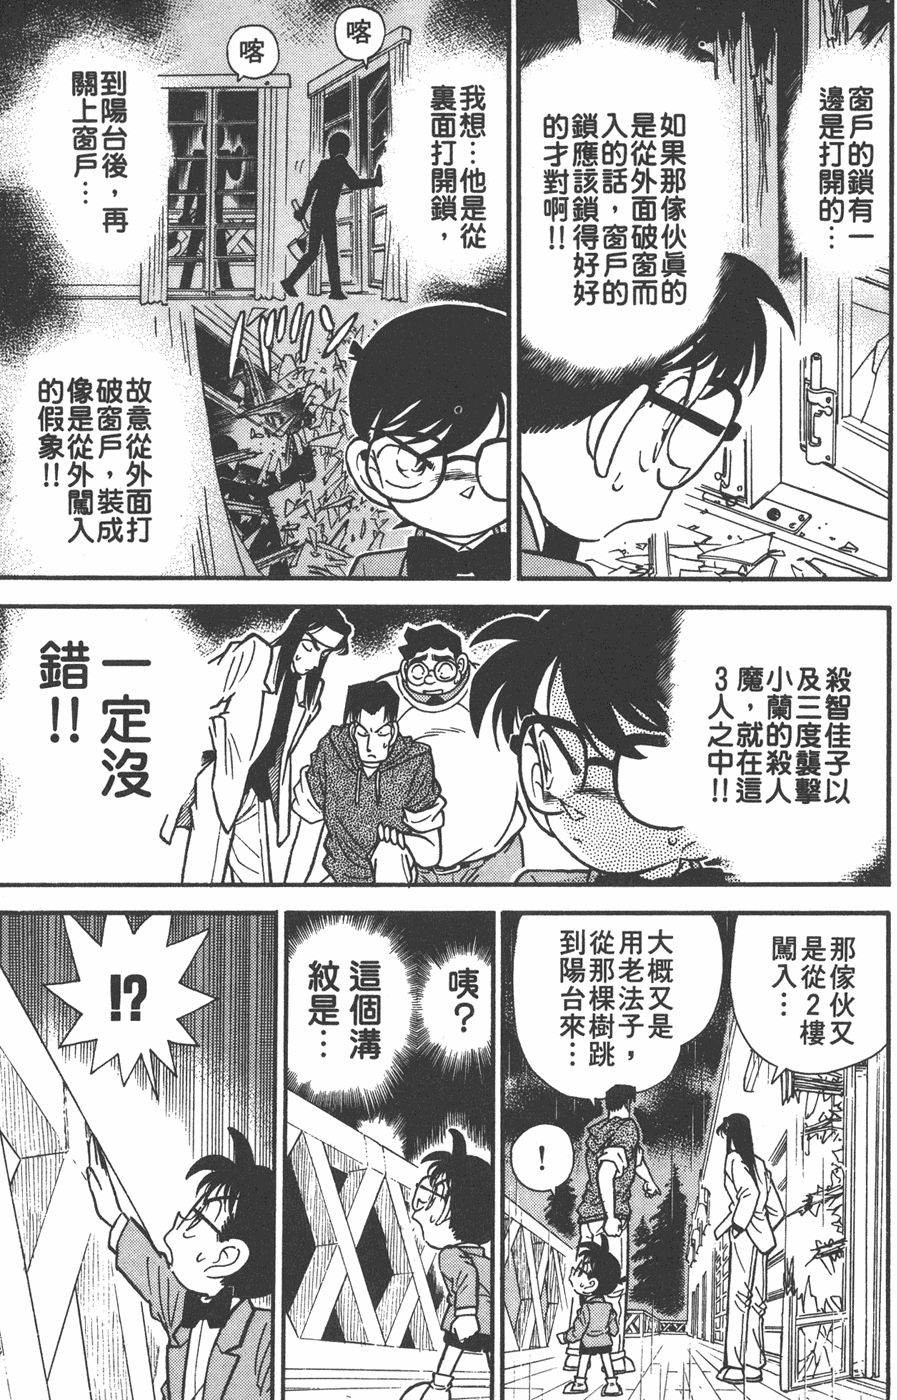 窗戶的鎖有一
邊是打開的…
如果那傢伙眞的
是從外面破窗而
入的話，窗戶的
鎖應該鎖得好好
的才對啊!!
我想…他是從
裏面打開鎖，
喀
喀
到陽台後，再
關上窗戶…
故意從外面打
破窗戶，裝成
像是從外闖入
的假象!!
殺智佳子以
及三度襲擊
小蘭的殺人
魔，就在這
3人之中!!
一定沒
錯!!
那傢伙又
是從2樓
闖入…
大概又是
用老法子，
從那棵樹跳
到陽台來…
!
咦?
這個溝
紋是…
!?